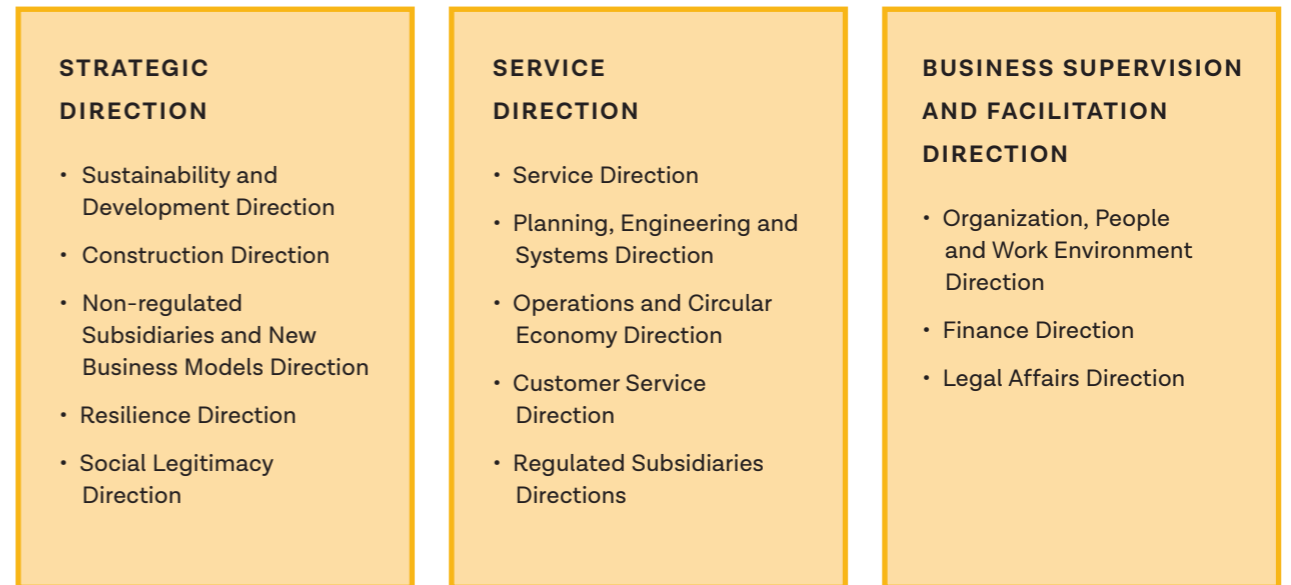 STRATEGIC
DIRECTION
• Sustainability and
Development Direction
• Construction Direction
• Non-regulated
Subsidiaries and New
Business Models Direction
• Resilience Direction
• Social Legitimacy
Direction
SERVICE
DIRECTION
• Service Direction
• Planning, Engineering and
Systems Direction
• Operations and Circular
Economy Direction
• Customer Service
Direction
• Regulated Subsidiaries
Directions
BUSINESS SUPERVISION
AND FACILITATION
DIRECTION
• Organization, People
and Work Environment
Direction
• Finance Direction
• Legal Affairs Direction